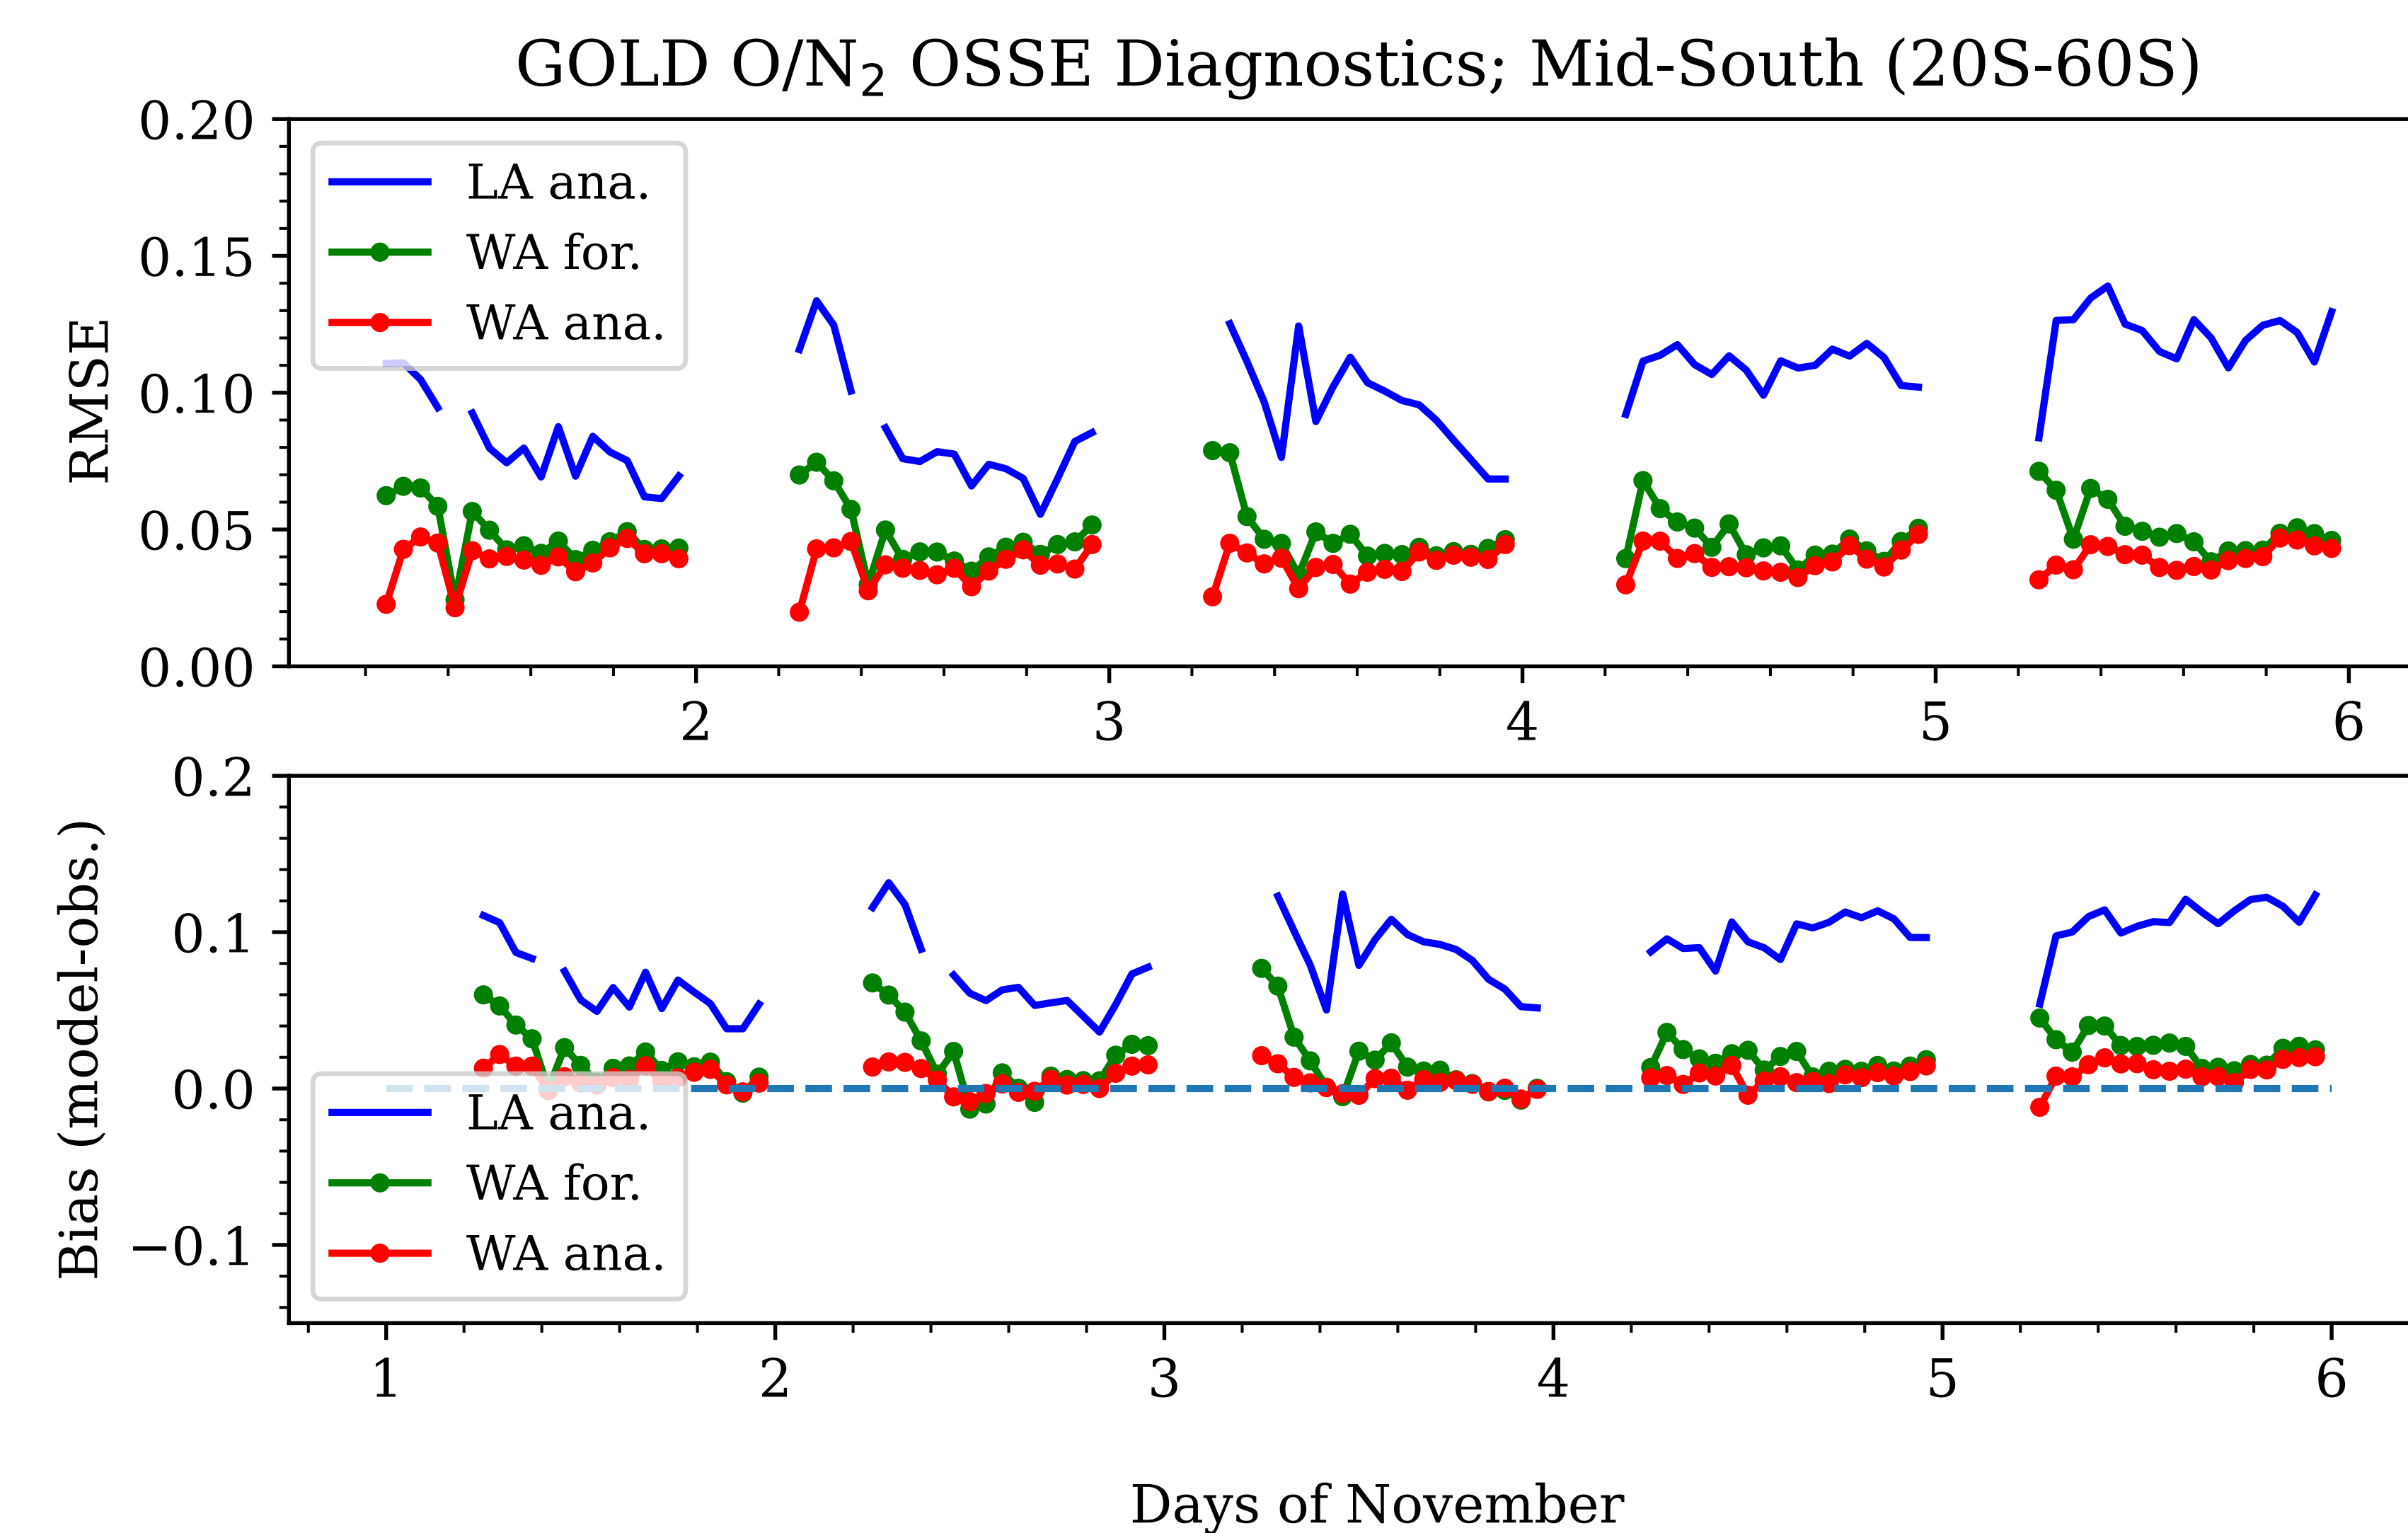 GOLD O/N₂ OSSE Diagnostics; Mid-South (20S-60S)
0.20
0.15
0.10
0.05
0.00
RMSE
LA ana.
WA for.
WA ana.
2 3 4 5 6
0.2
0.1
0.0
−0.1
Bias (model-obs.)
LA ana.
WA for.
WA ana.
1 2 3 4 5 6
Days of November